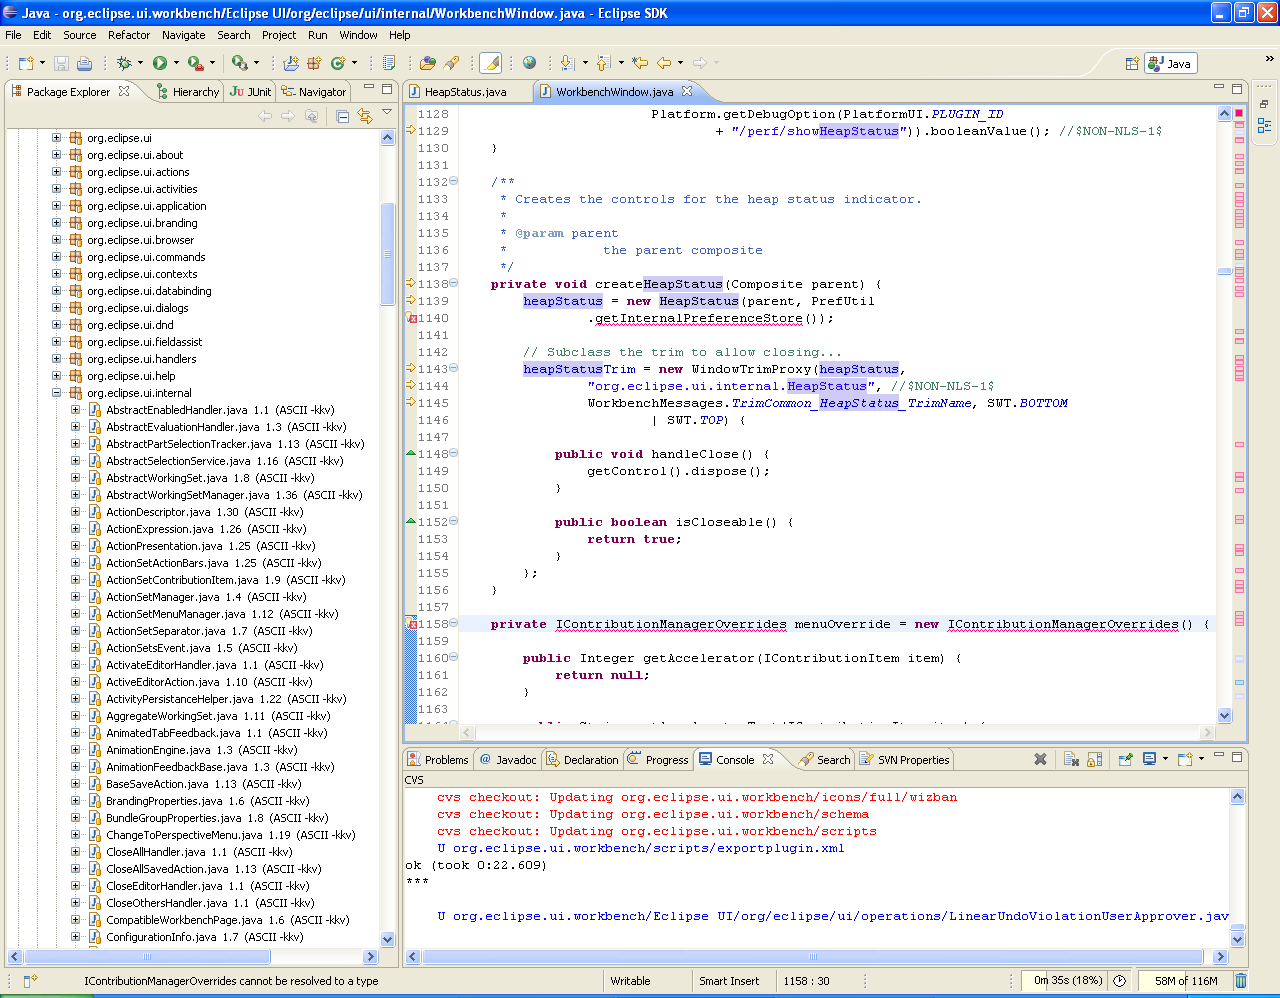 Java - org.eclipse.ui.workbench/Eclipse UI/org/eclipse/ui/internal/WorkbenchWindow.java - Eclipse SDK
File Edit Source Refactor Navigate Search Project Run Window Help
Java
Package Explorer Hierarchy JUnit Navigator
org.eclipse.ui
org.eclipse.ui.about
org.eclipse.ui.actions
org.eclipse.ui.activities
org.eclipse.ui.application
org.eclipse.ui.branding
org.eclipse.ui.browser
org.eclipse.ui.commands
org.eclipse.ui.contexts
org.eclipse.ui.databinding
org.eclipse.ui.dialogs
org.eclipse.ui.dnd
org.eclipse.ui.fieldassist
org.eclipse.ui.handlers
org.eclipse.ui.help
org.eclipse.ui.internal
AbstractEnabledHandler.java 1.1 (ASCII -kkv)
AbstractEvaluationHandler.java 1.3 (ASCII -kkv)
AbstractPartSelectionTracker.java 1.13 (ASCII -kkv)
AbstractSelectionService.java 1.16 (ASCII -kkv)
AbstractWorkingSet.java 1.8 (ASCII -kkv)
AbstractWorkingSetManager.java 1.36 (ASCII -kkv)
ActionDescriptor.java 1.30 (ASCII -kkv)
ActionExpression.java 1.26 (ASCII -kkv)
ActionPresentation.java 1.25 (ASCII -kkv)
ActionSetActionBars.java 1.25 (ASCII -kkv)
ActionSetContributionItem.java 1.9 (ASCII -kkv)
ActionSetManager.java 1.4 (ASCII -kkv)
ActionSetMenuManager.java 1.12 (ASCII -kkv)
ActionSetSeparator.java 1.7 (ASCII -kkv)
ActionSetsEvent.java 1.5 (ASCII -kkv)
ActivateEditorHandler.java 1.1 (ASCII -kkv)
ActiveEditorAction.java 1.10 (ASCII -kkv)
ActivityPersistanceHelper.java 1.22 (ASCII -kkv)
AggregateWorkingSet.java 1.11 (ASCII -kkv)
AnimatedTabFeedback.java 1.1 (ASCII -kkv)
AnimationEngine.java 1.3 (ASCII -kkv)
AnimationFeedbackBase.java 1.3 (ASCII -kkv)
BaseSaveAction.java 1.13 (ASCII -kkv)
BrandingProperties.java 1.6 (ASCII -kkv)
BundleGroupProperties.java 1.8 (ASCII -kkv)
ChangeToPerspectiveMenu.java 1.19 (ASCII -kkv)
CloseAllHandler.java 1.1 (ASCII -kkv)
CloseAllSavedAction.java 1.13 (ASCII -kkv)
CloseEditorHandler.java 1.1 (ASCII -kkv)
CloseOthersHandler.java 1.1 (ASCII -kkv)
CompatibleWorkbenchPage.java 1.6 (ASCII -kkv)
ConfigurationInfo.java 1.7 (ASCII -kkv)
HeapStatus.java WorkbenchWindow.java
1128 Platform.getDebugOption(PlatformUI.PLUGIN_ID
1129 + "/perf/showHeapStatus")).booleanValue(); //$NON-NLS-1$
1130 }
1131
1132 /**
1133 * Creates the controls for the heap status indicator.
1134 *
1135 * @param parent
1136 * the parent composite
1137 */
1138 private void createHeapStatus(Composite parent) {
1139 heapStatus = new HeapStatus(parent, PrefUtil
1140 .getInternalPreferenceStore());
1141
1142 // Subclass the trim to allow closing...
1143 heapStatusTrim = new WindowTrimProxy(heapStatus,
1144 "org.eclipse.ui.internal.HeapStatus", //$NON-NLS-1$
1145 WorkbenchMessages.TrimCommon_HeapStatus_TrimName, SWT.BOTTOM
1146 | SWT.TOP) {
1147
1148 public void handleClose() {
1149 getControl().dispose();
1150 }
1151
1152 public boolean isCloseable() {
1153 return true;
1154 }
1155 };
1156 }
1157
1158 private IContributionManagerOverrides menuOverride = new IContributionManagerOverrides() {
1159
1160 public Integer getAccelerator(IContributionItem item) {
1161 return null;
1162 }
1163
Problems Javadoc Declaration Progress Console Search SVN Properties
CVS
cvs checkout: Updating org.eclipse.ui.workbench/icons/full/wizban
cvs checkout: Updating org.eclipse.ui.workbench/schema
cvs checkout: Updating org.eclipse.ui.workbench/scripts
U org.eclipse.ui.workbench/scripts/exportplugin.xml
ok (took 0:22.609)
***
U org.eclipse.ui.workbench/Eclipse UI/org/eclipse/ui/operations/LinearUndoViolationUserApprover.jav
IContributionManagerOverrides cannot be resolved to a type Writable Smart Insert 1158 : 30 0m 35s (18%) 58M of 116M